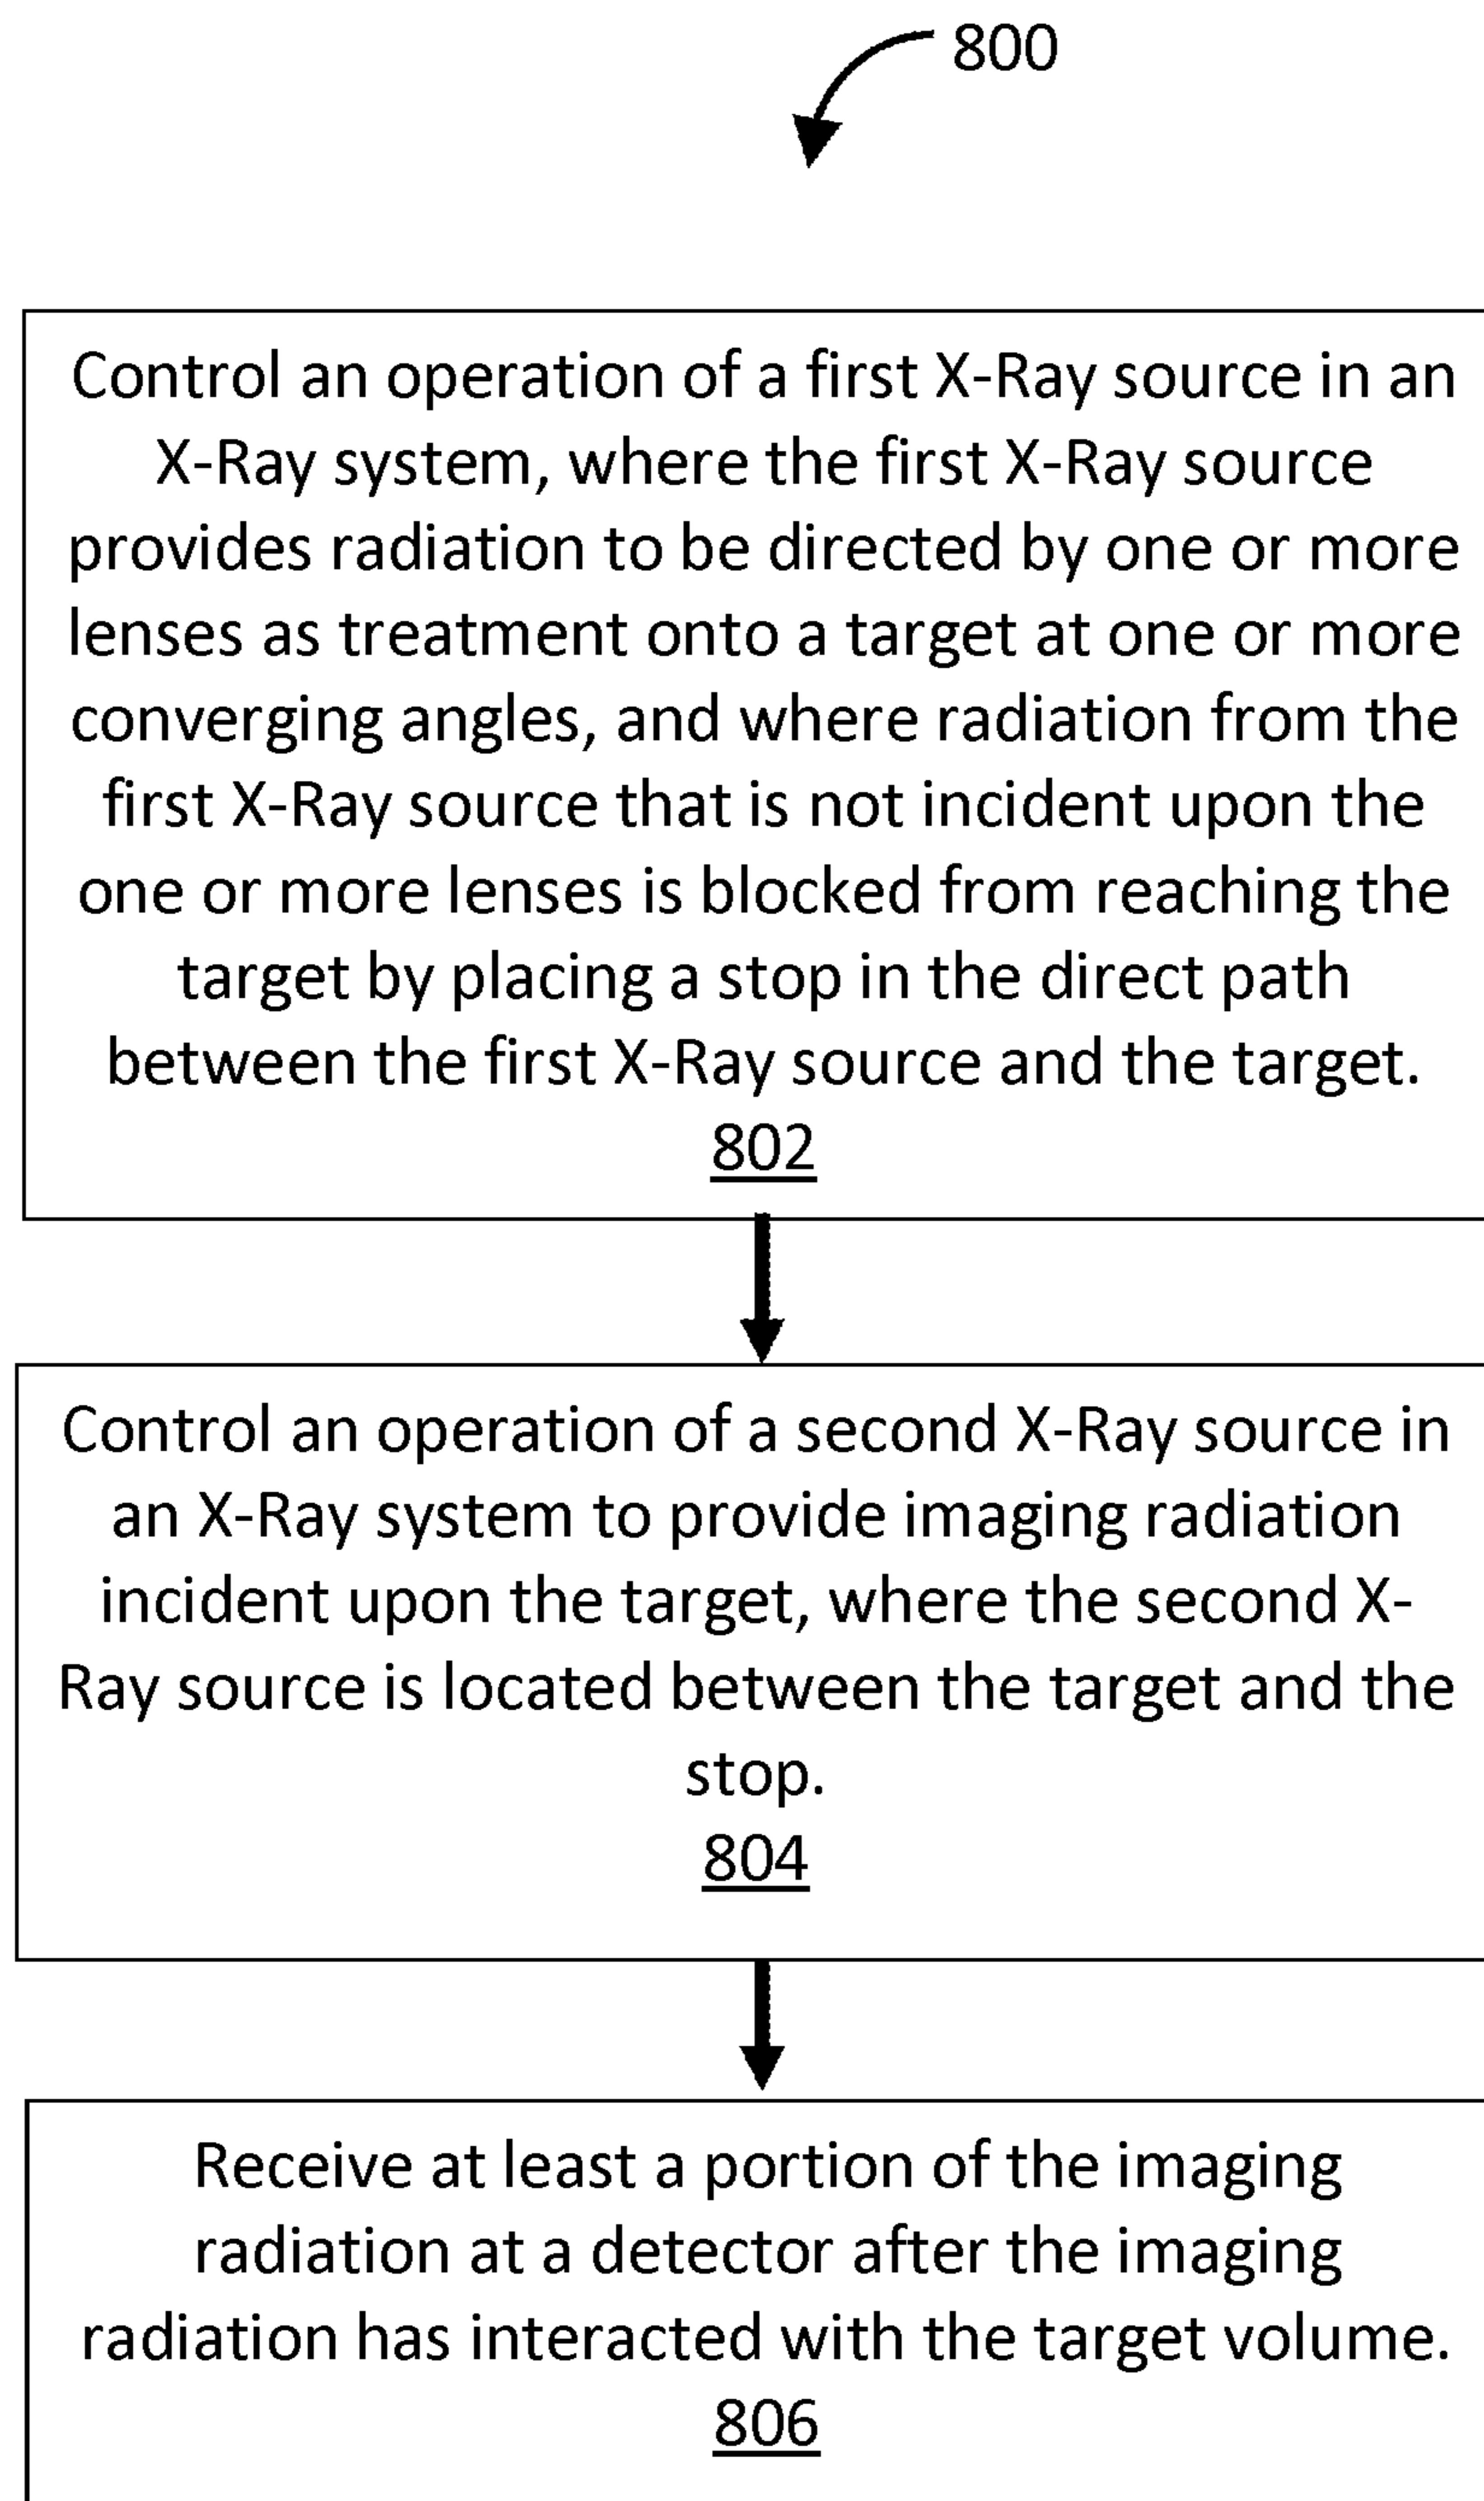 800
Control an operation of a first X-Ray source in an
X-Ray system, where the first X-Ray source
provides radiation to be directed by one or more
lenses as treatment onto a target at one or more
converging angles, and where radiation from the
first X-Ray source that is not incident upon the
one or more lenses is blocked from reaching the
target by placing a stop in the direct path
between the first X-Ray source and the target.
802
Control an operation of a second X-Ray source in
an X-Ray system to provide imaging radiation
incident upon the target, where the second X-
Ray source is located between the target and the
stop.
804
Receive at least a portion of the imaging
radiation at a detector after the imaging
radiation has interacted with the target volume.
806